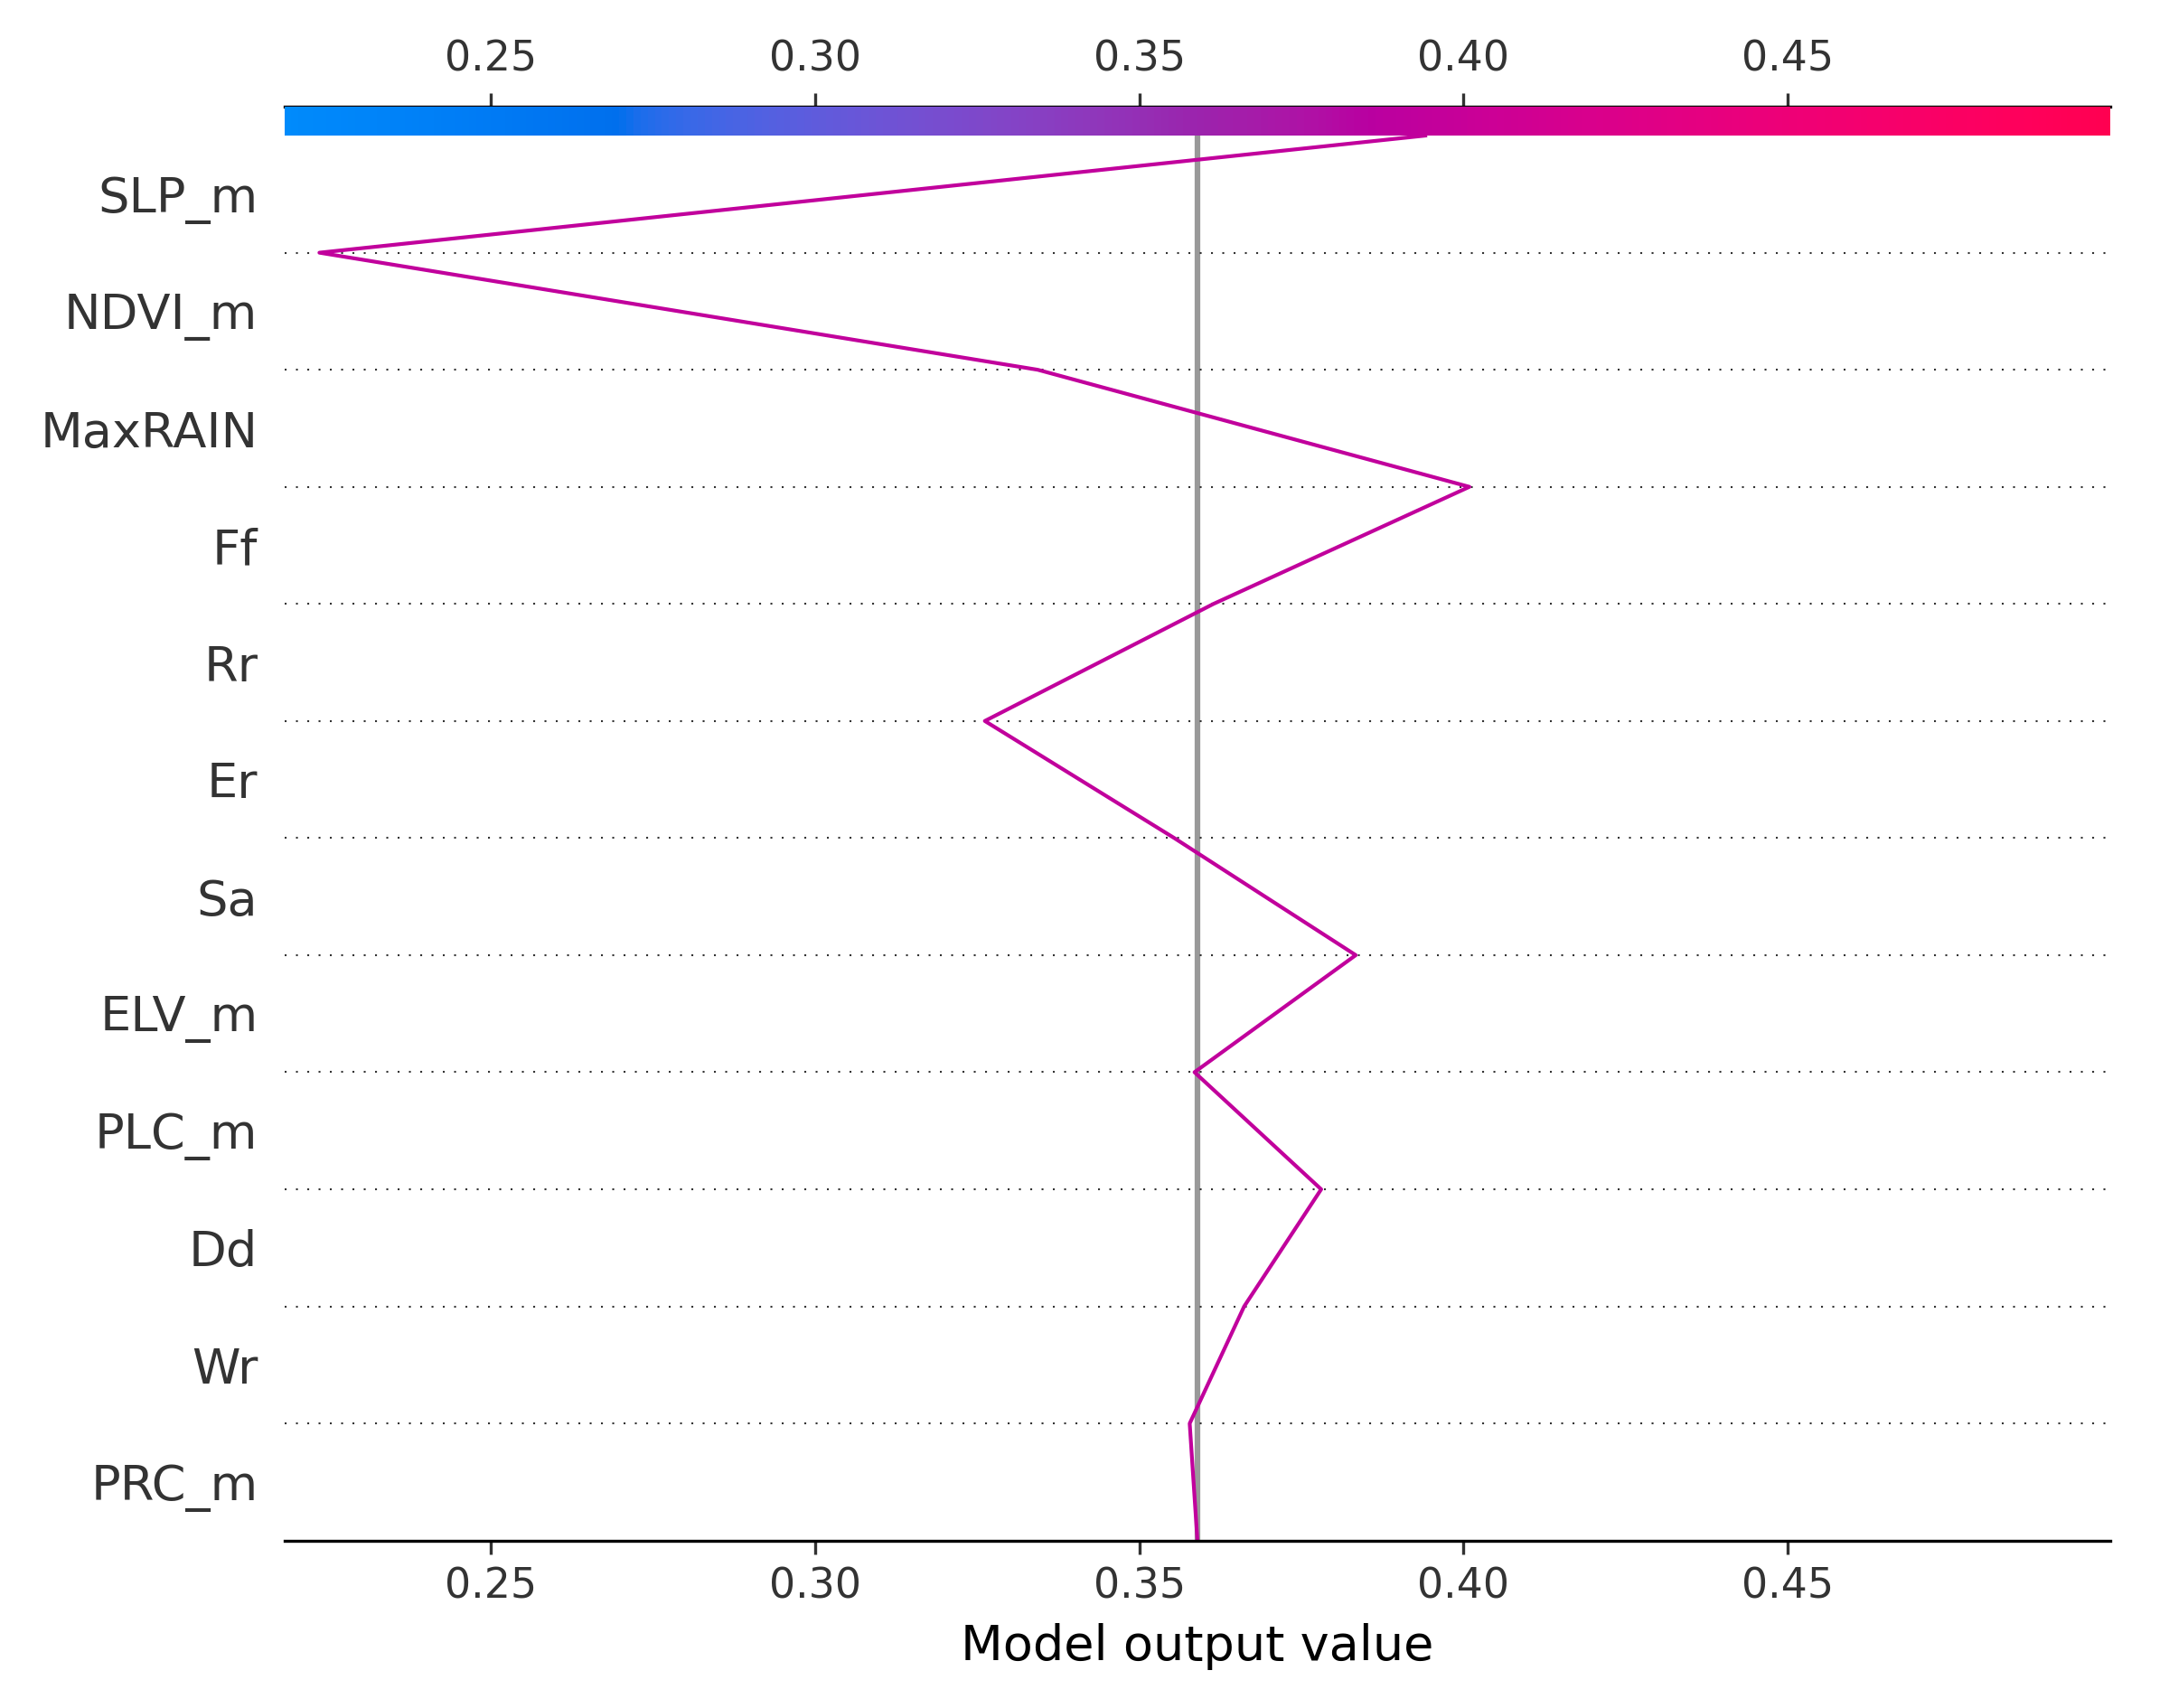 0.25 0.30 0.35 0.40 0.45
SLP_m
NDVI_m
MaxRAIN
Ff
Rr
Er
Sa
ELV_m
PLC_m
Dd
Wr
PRC_m
0.25 0.30 0.35 0.40 0.45
Model output value